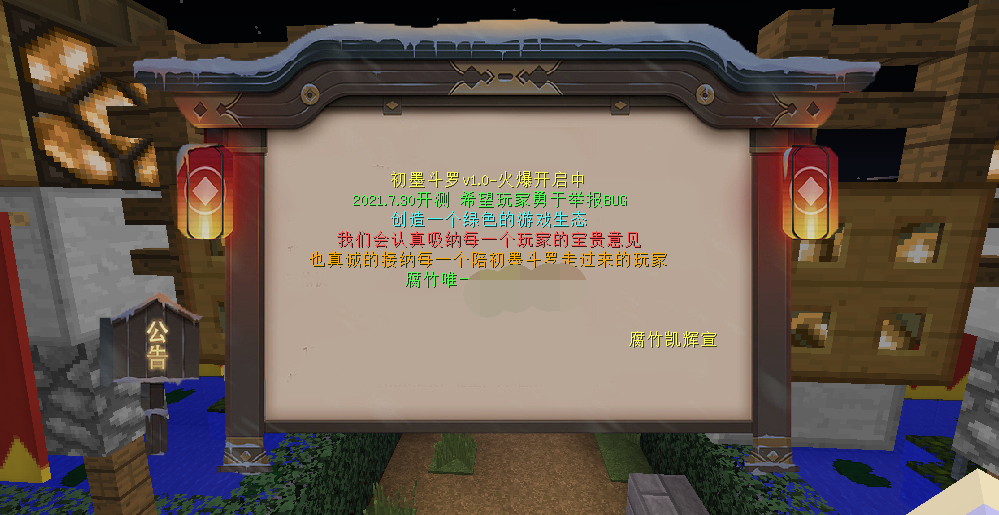 初墨斗罗v1.0-火爆开启中
2021.7.30开测 希望玩家勇于举报BUG
创造一个绿色的游戏生态
我们会认真吸纳每一个玩家的宝贵意见
也真诚的接纳每一个陪初墨斗罗走过来的玩家
腐竹唯一
腐竹凯辉宣
公告